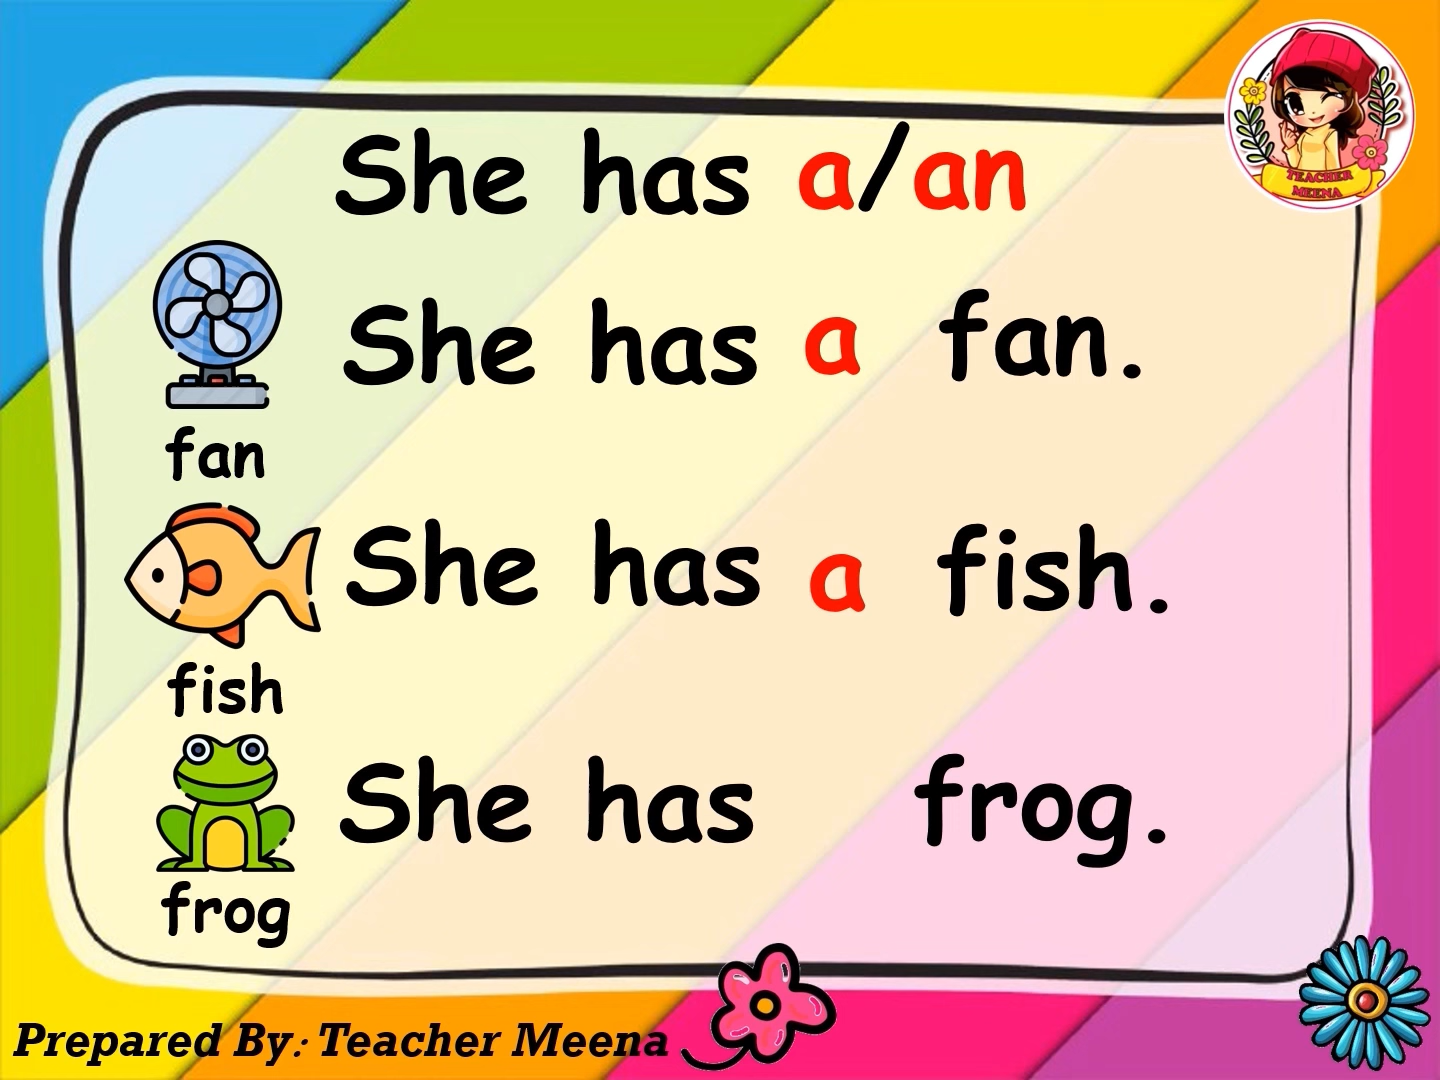 She has a/an
She has a fan.
fan
She has a fish.
fish
She has frog.
frog
Prepared By: Teacher Meena
TEACHER
MEENA